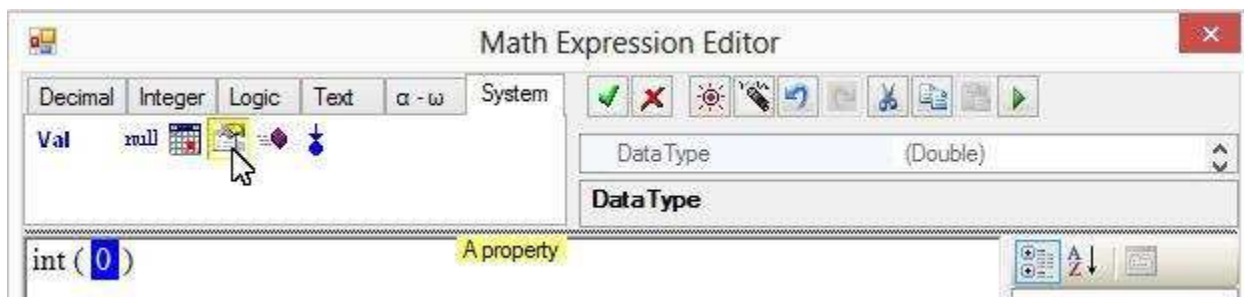 Math Expression Editor
Decimal Integer Logic Text α - ω System
Val null
DataType (Double)
DataType
A property
int ( 0 )
A Z